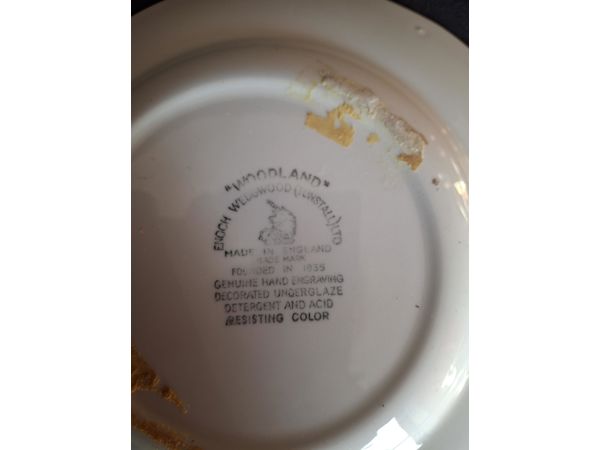 "WOODLAND"
ENOCH WEDGWOOD (TUNSTALL) LTD
MADE IN ENGLAND
TRADE MARK
FOUNDED IN 1835
GENUINE HAND ENGRAVING
DECORATED UNDERGLAZE
DETERGENT AND ACID
RESISTING COLOR